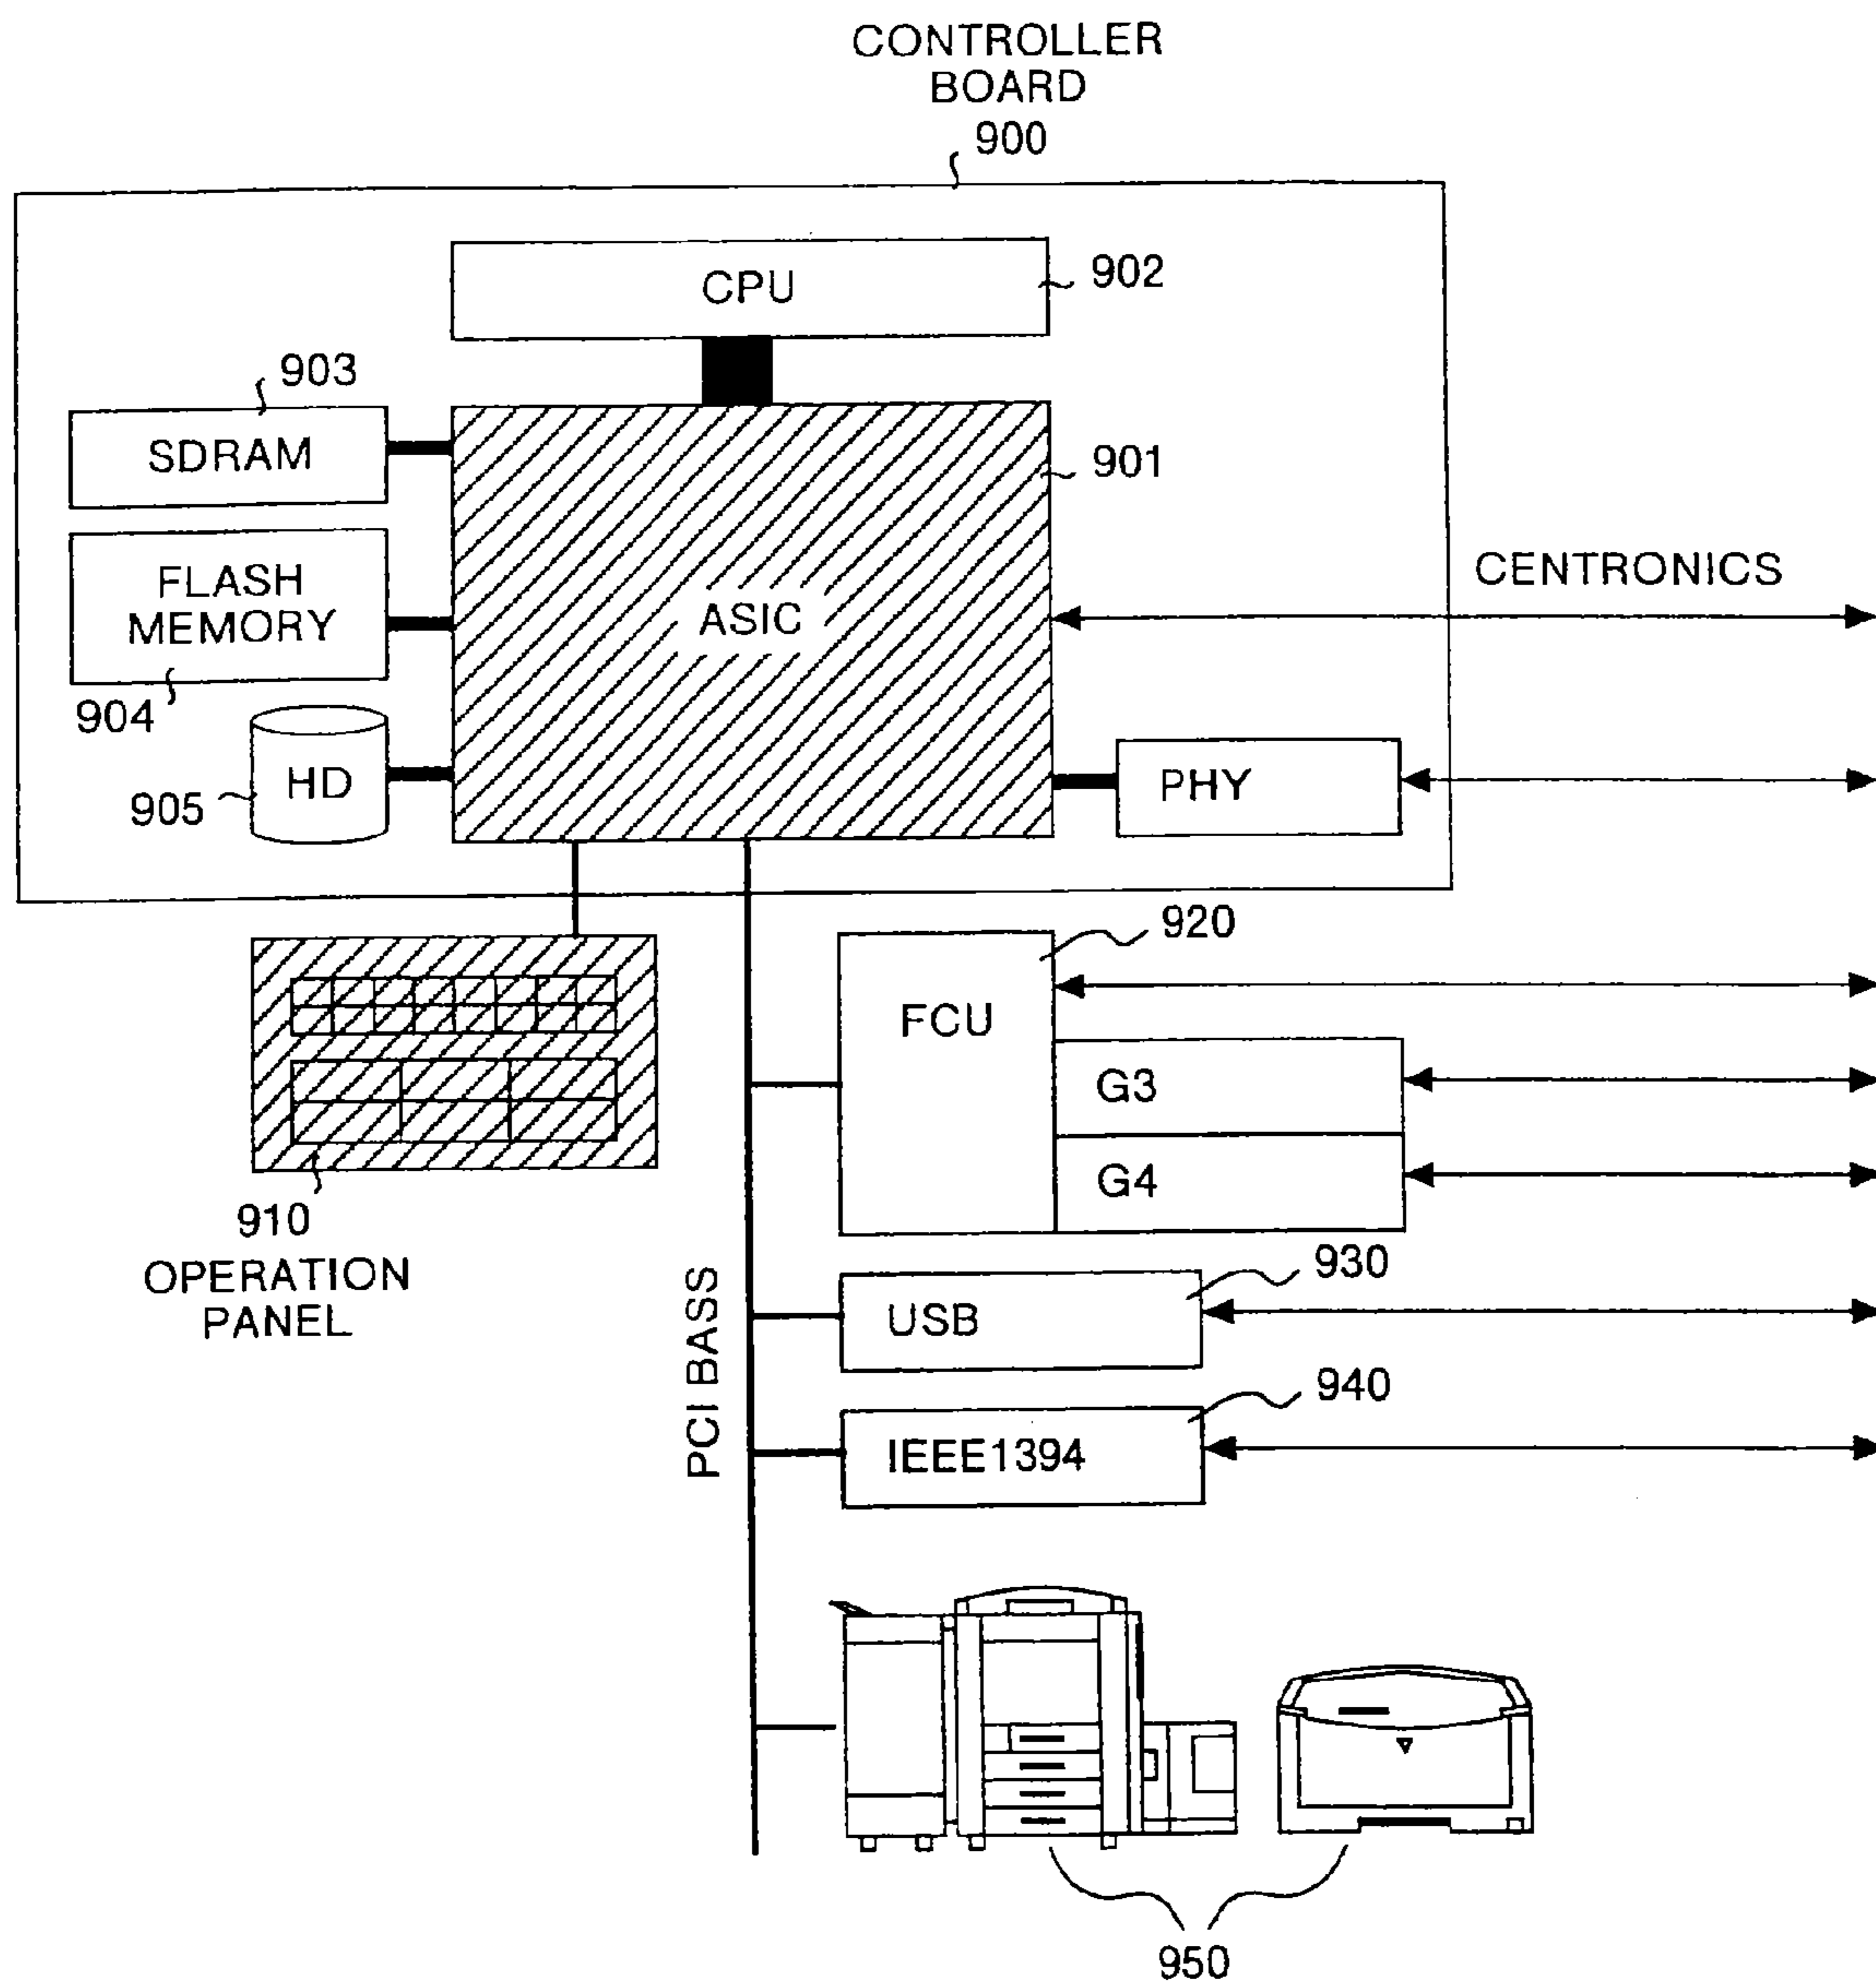 CONTROLLER
BOARD
900
CPU
902
903
SDRAM
901
FLASH
MEMORY
904
ASIC
CENTRONICS
HD
905
PHY
920
FCU
G3
G4
910
OPERATION
PANEL
PCI BASS
930
USB
940
IEEE1394
950